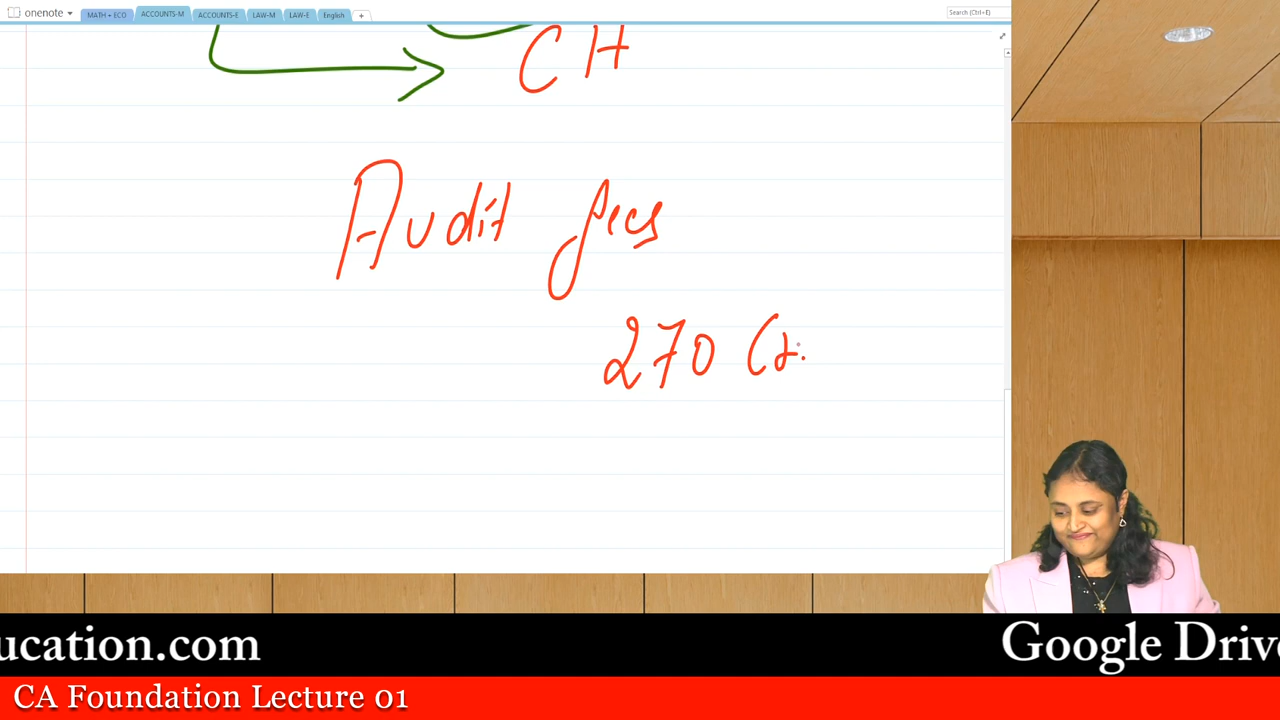 onenote MATH + ECO ACCOUNTS-M ACCOUNTS-E LAW-M LAW-E English + Search (Ctrl+E)
CH
Audit fees
270 Cr.
ucation.com Google Drive
CA Foundation Lecture 01